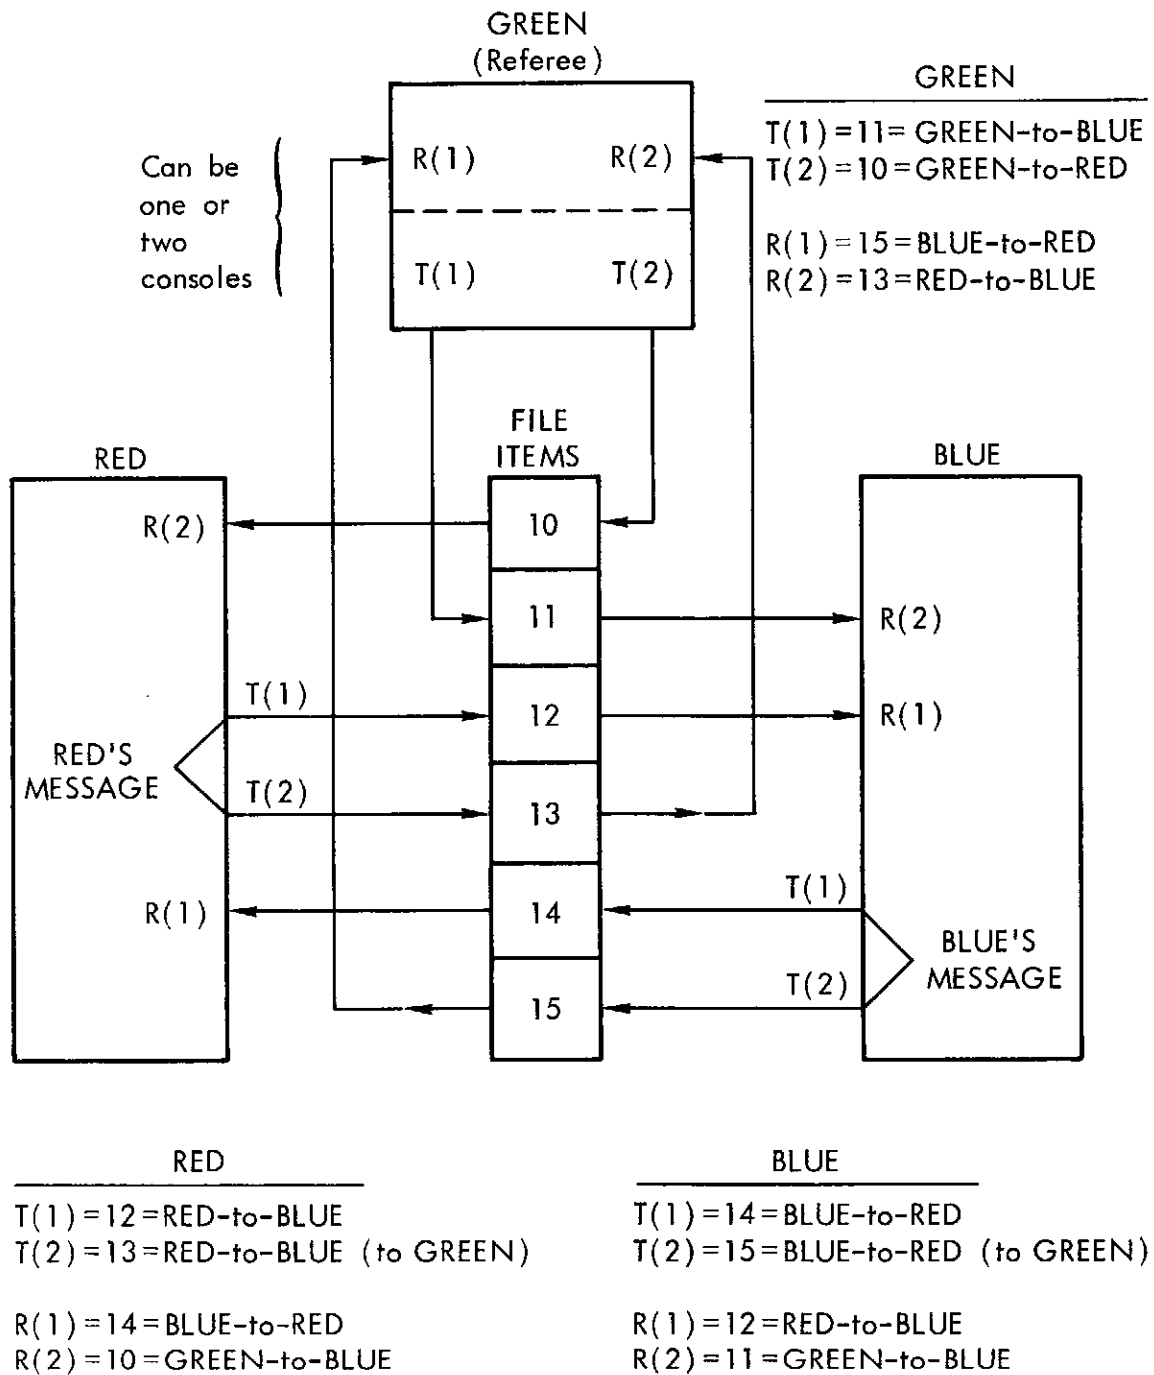 GREEN
(Referee)
GREEN
T(1)=11=GREEN-to-BLUE
T(2)=10=GREEN-to-RED
R(1)=15=BLUE-to-RED
R(2)=13=RED-to-BLUE
Can be
one or
two
consoles
R(1) R(2)
T(1) T(2)
FILE
ITEMS
RED
BLUE
R(2)
10
11
R(2)
T(1)
12
R(1)
RED'S
MESSAGE
T(2)
13
R(1)
14
T(1)
BLUE'S
MESSAGE
T(2)
15
RED
T(1)=12=RED-to-BLUE
T(2)=13=RED-to-BLUE (to GREEN)
R(1)=14=BLUE-to-RED
R(2)=10=GREEN-to-BLUE
BLUE
T(1)=14=BLUE-to-RED
T(2)=15=BLUE-to-RED (to GREEN)
R(1)=12=RED-to-BLUE
R(2)=11=GREEN-to-BLUE